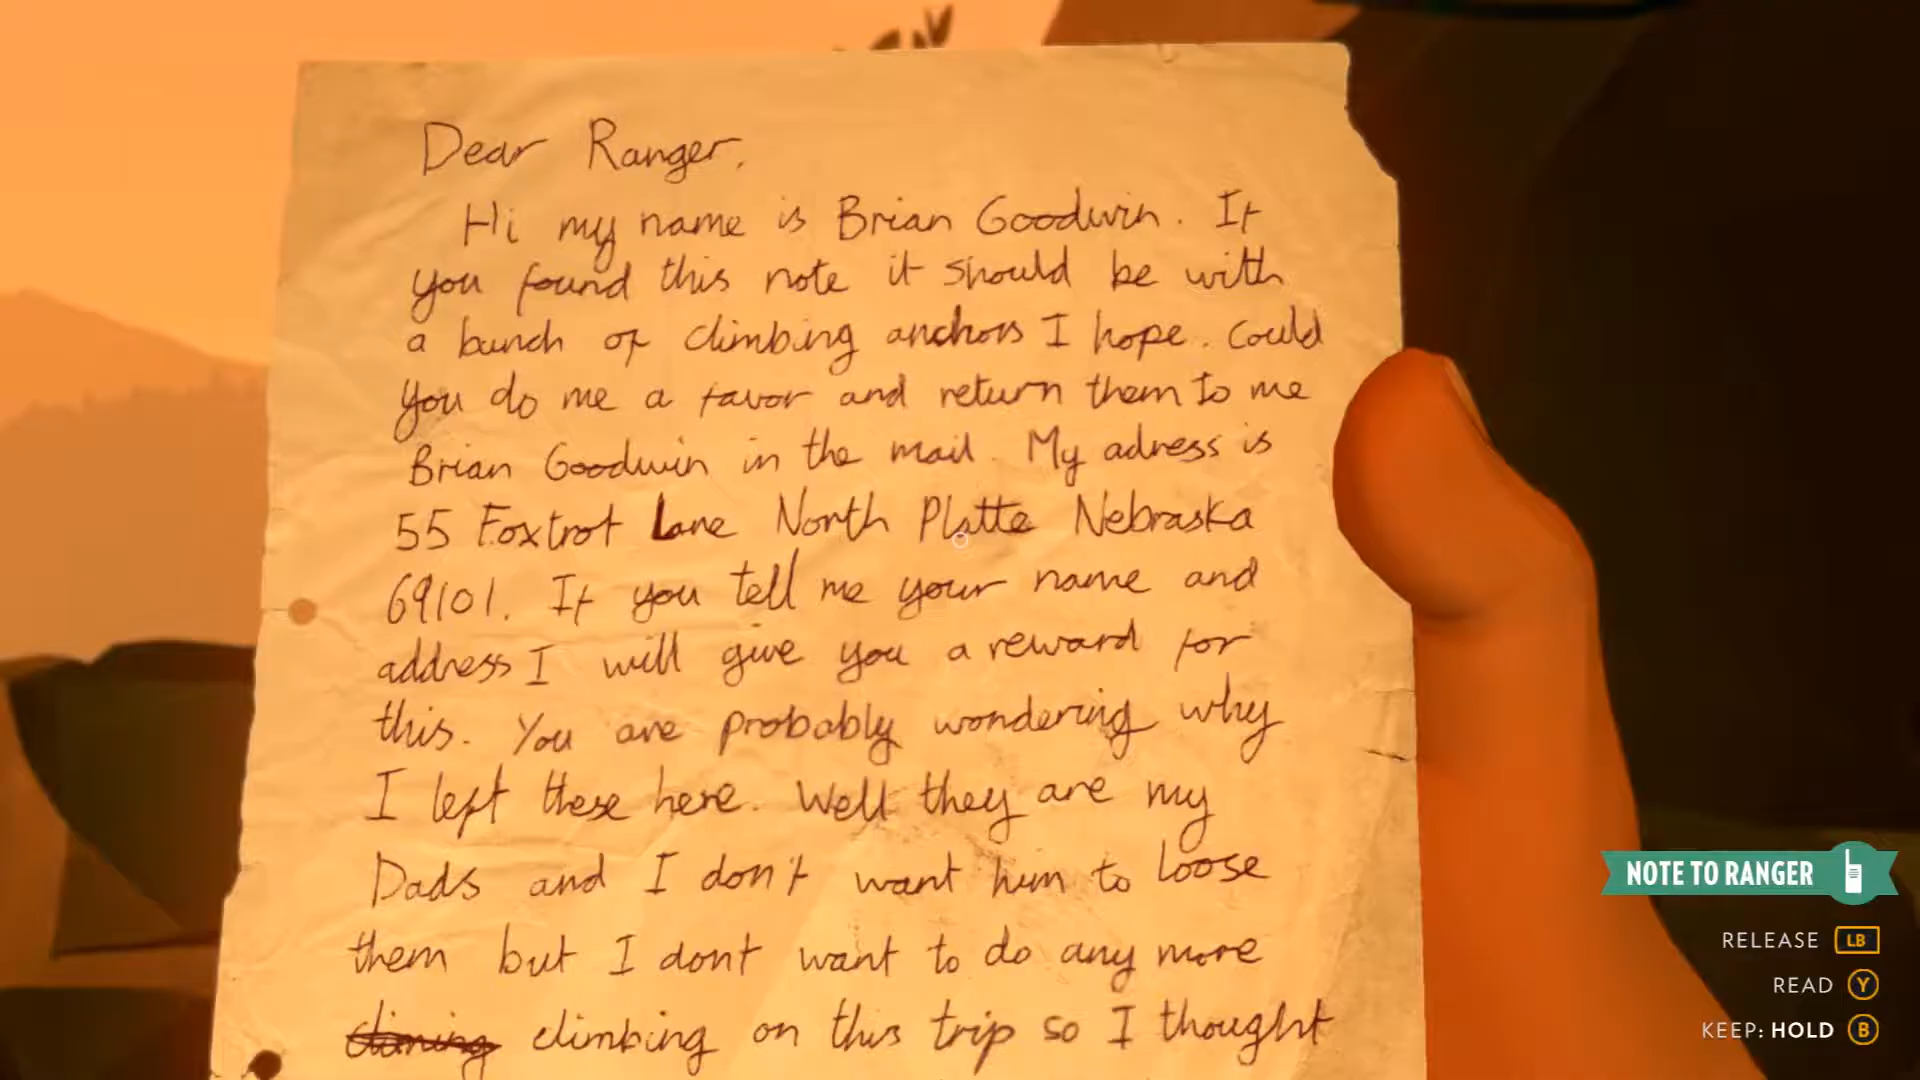 Dear Ranger,
Hi my name is Brian Goodwin. If
you found this note it should be with
a bunch of climbing anchors I hope. Could
you do me a favor and return them to me
Brian Goodwin in the mail. My adress is
55 Foxtrot Lane North Platte Nebraska
69101. If you tell me your name and
address I will give you a reward for
this. You are probably wondering why
I left these here. Well they are my
Dads and I don't want him to loose
them but I dont want to do any more
climing climbing on this trip so I thought
NOTE TO RANGER
RELEASE LB
READ Y
KEEP: HOLD B